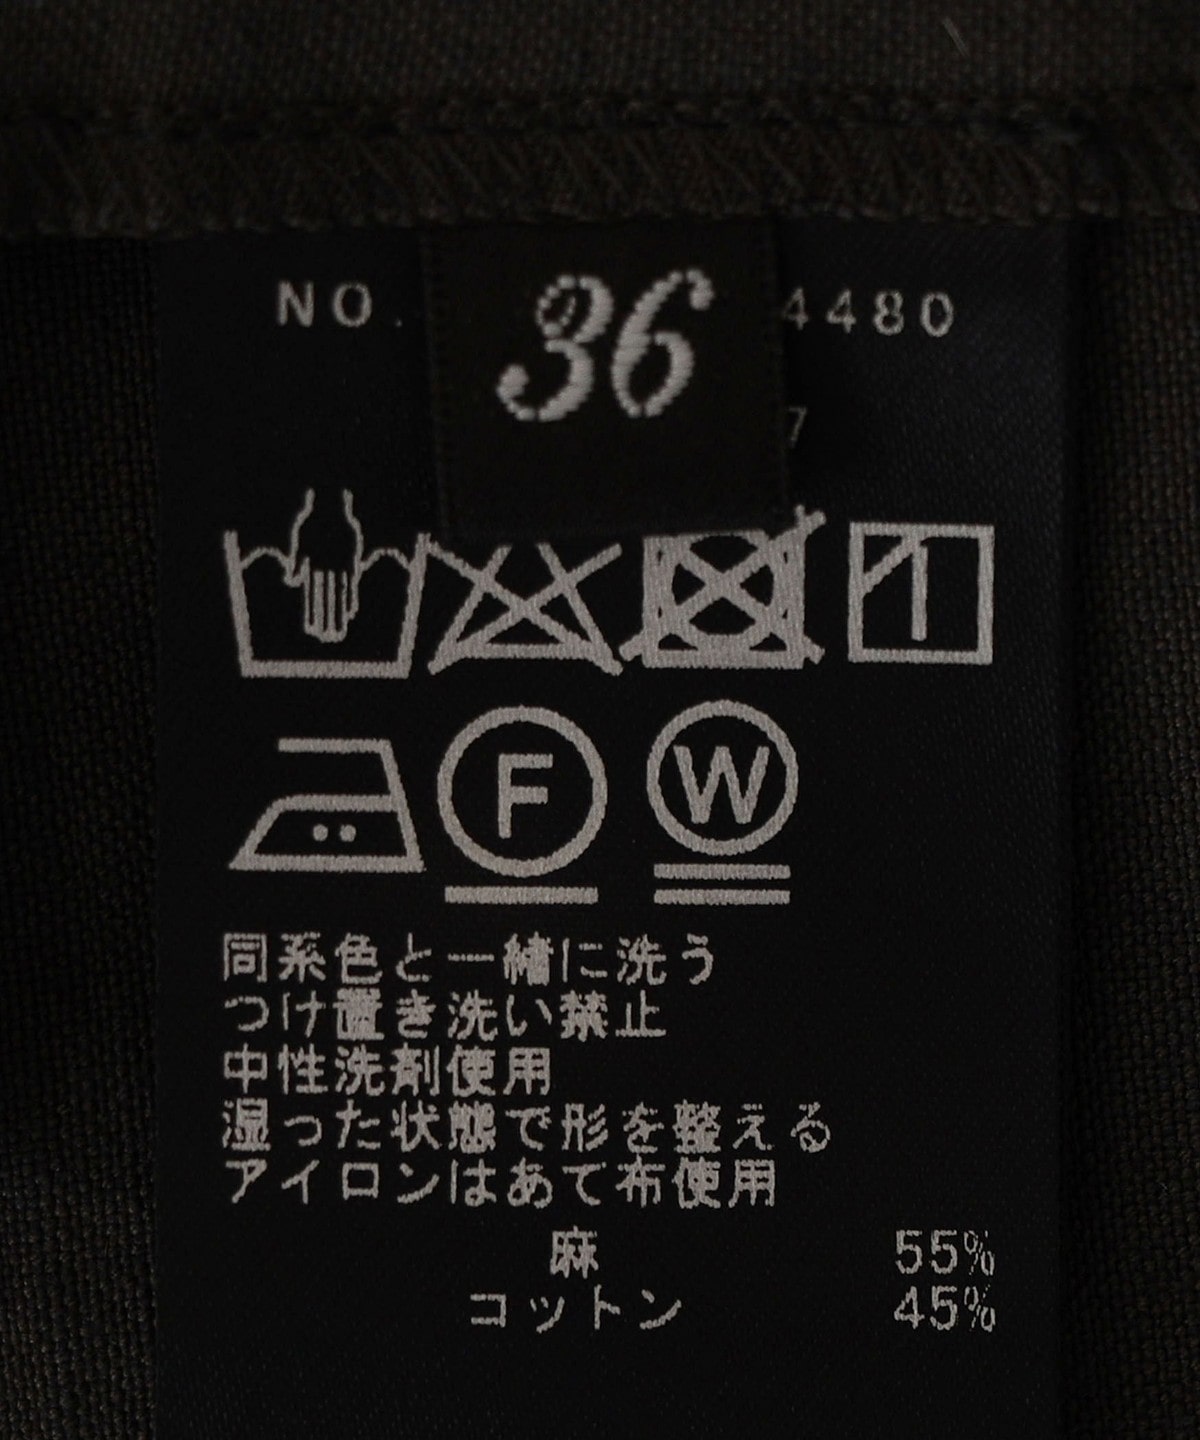 NO. 4480
36
7
F W
同系色と一緒に洗う
つけ置き洗い禁止
中性洗剤使用
湿った状態で形を整える
アイロンはあて布使用
麻 55%
コットン 45%